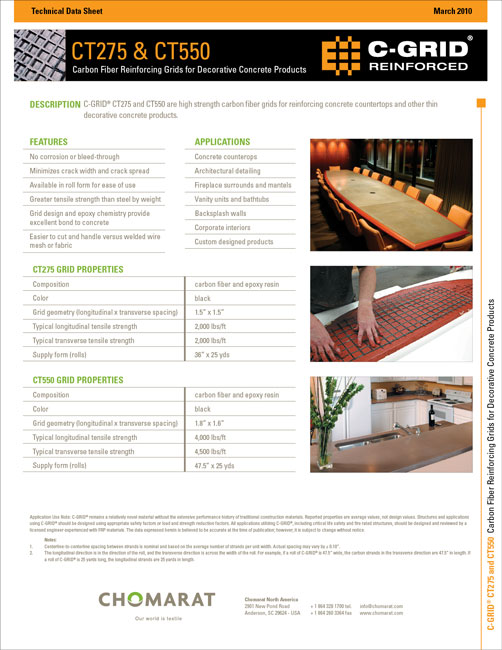 Technical Data Sheet
March 2010
CT275 & CT550
Carbon Fiber Reinforcing Grids for Decorative Concrete Products
C-GRID®
REINFORCED
DESCRIPTION C-GRID® CT275 and CT550 are high strength carbon fiber grids for reinforcing concrete countertops and other thin
decorative concrete products.
FEATURES
No corrosion or bleed-through
Minimizes crack width and crack spread
Available in roll form for ease of use
Greater tensile strength than steel by weight
Grid design and epoxy chemistry provide
excellent bond to concrete
Easier to cut and handle versus welded wire
mesh or fabric
APPLICATIONS
Concrete countertops
Architectural detailing
Fireplace surrounds and mantels
Vanity units and bathtubs
Backsplash walls
Corporate interiors
Custom designed products
CT275 GRID PROPERTIES
Composition carbon fiber and epoxy resin
Color black
Grid geometry (longitudinal x transverse spacing) 1.5" x 1.5"
Typical longitudinal tensile strength 2,000 lbs/ft
Typical transverse tensile strength 2,000 lbs/ft
Supply form (rolls) 36" x 25 yds
CT550 GRID PROPERTIES
Composition carbon fiber and epoxy resin
Color black
Grid geometry (longitudinal x transverse spacing) 1.8" x 1.6"
Typical longitudinal tensile strength 4,000 lbs/ft
Typical transverse tensile strength 4,500 lbs/ft
Supply form (rolls) 47.5" x 25 yds
Application Use Note: C-GRID® remains a relatively novel material without the extensive performance history of traditional construction materials. Reported properties are average values, not design values. Structures and applications
using C-GRID® should be designed using appropriate safety factors or load and strength reduction factors. All applications utilizing C-GRID®, including critical life safety and the retrofit structures, should be designed and reviewed by a
licensed engineer experienced with FRP materials. The data expressed herein is believed to be accurate at the time of publication; however, it is subject to change without notice.
Notes:
1. Centerline to centerline spacing between strands is nominal and based on the average number of strands per unit width. Actual spacing may vary by ± 0.10".
2. The longitudinal direction is in the direction of the roll, and the transverse direction is across the width of the roll. For example, if a roll of C-GRID® is 47.5" wide, the carbon strands in the transverse direction are 47.5" in length. If
a roll of C-GRID® is 25 yards long, the longitudinal strands are 25 yards in length.
CHOMARAT
Our world is textile
Chomarat North America
2901 New Pond Road
Anderson, SC 29624 - USA
+ 1 864 328 1700 tel.
+ 1 864 260 3364 fax
info@chomarat.com
www.chomarat.com
C-GRID® CT275 and CT550 Carbon Fiber Reinforcing Grids for Decorative Concrete Products